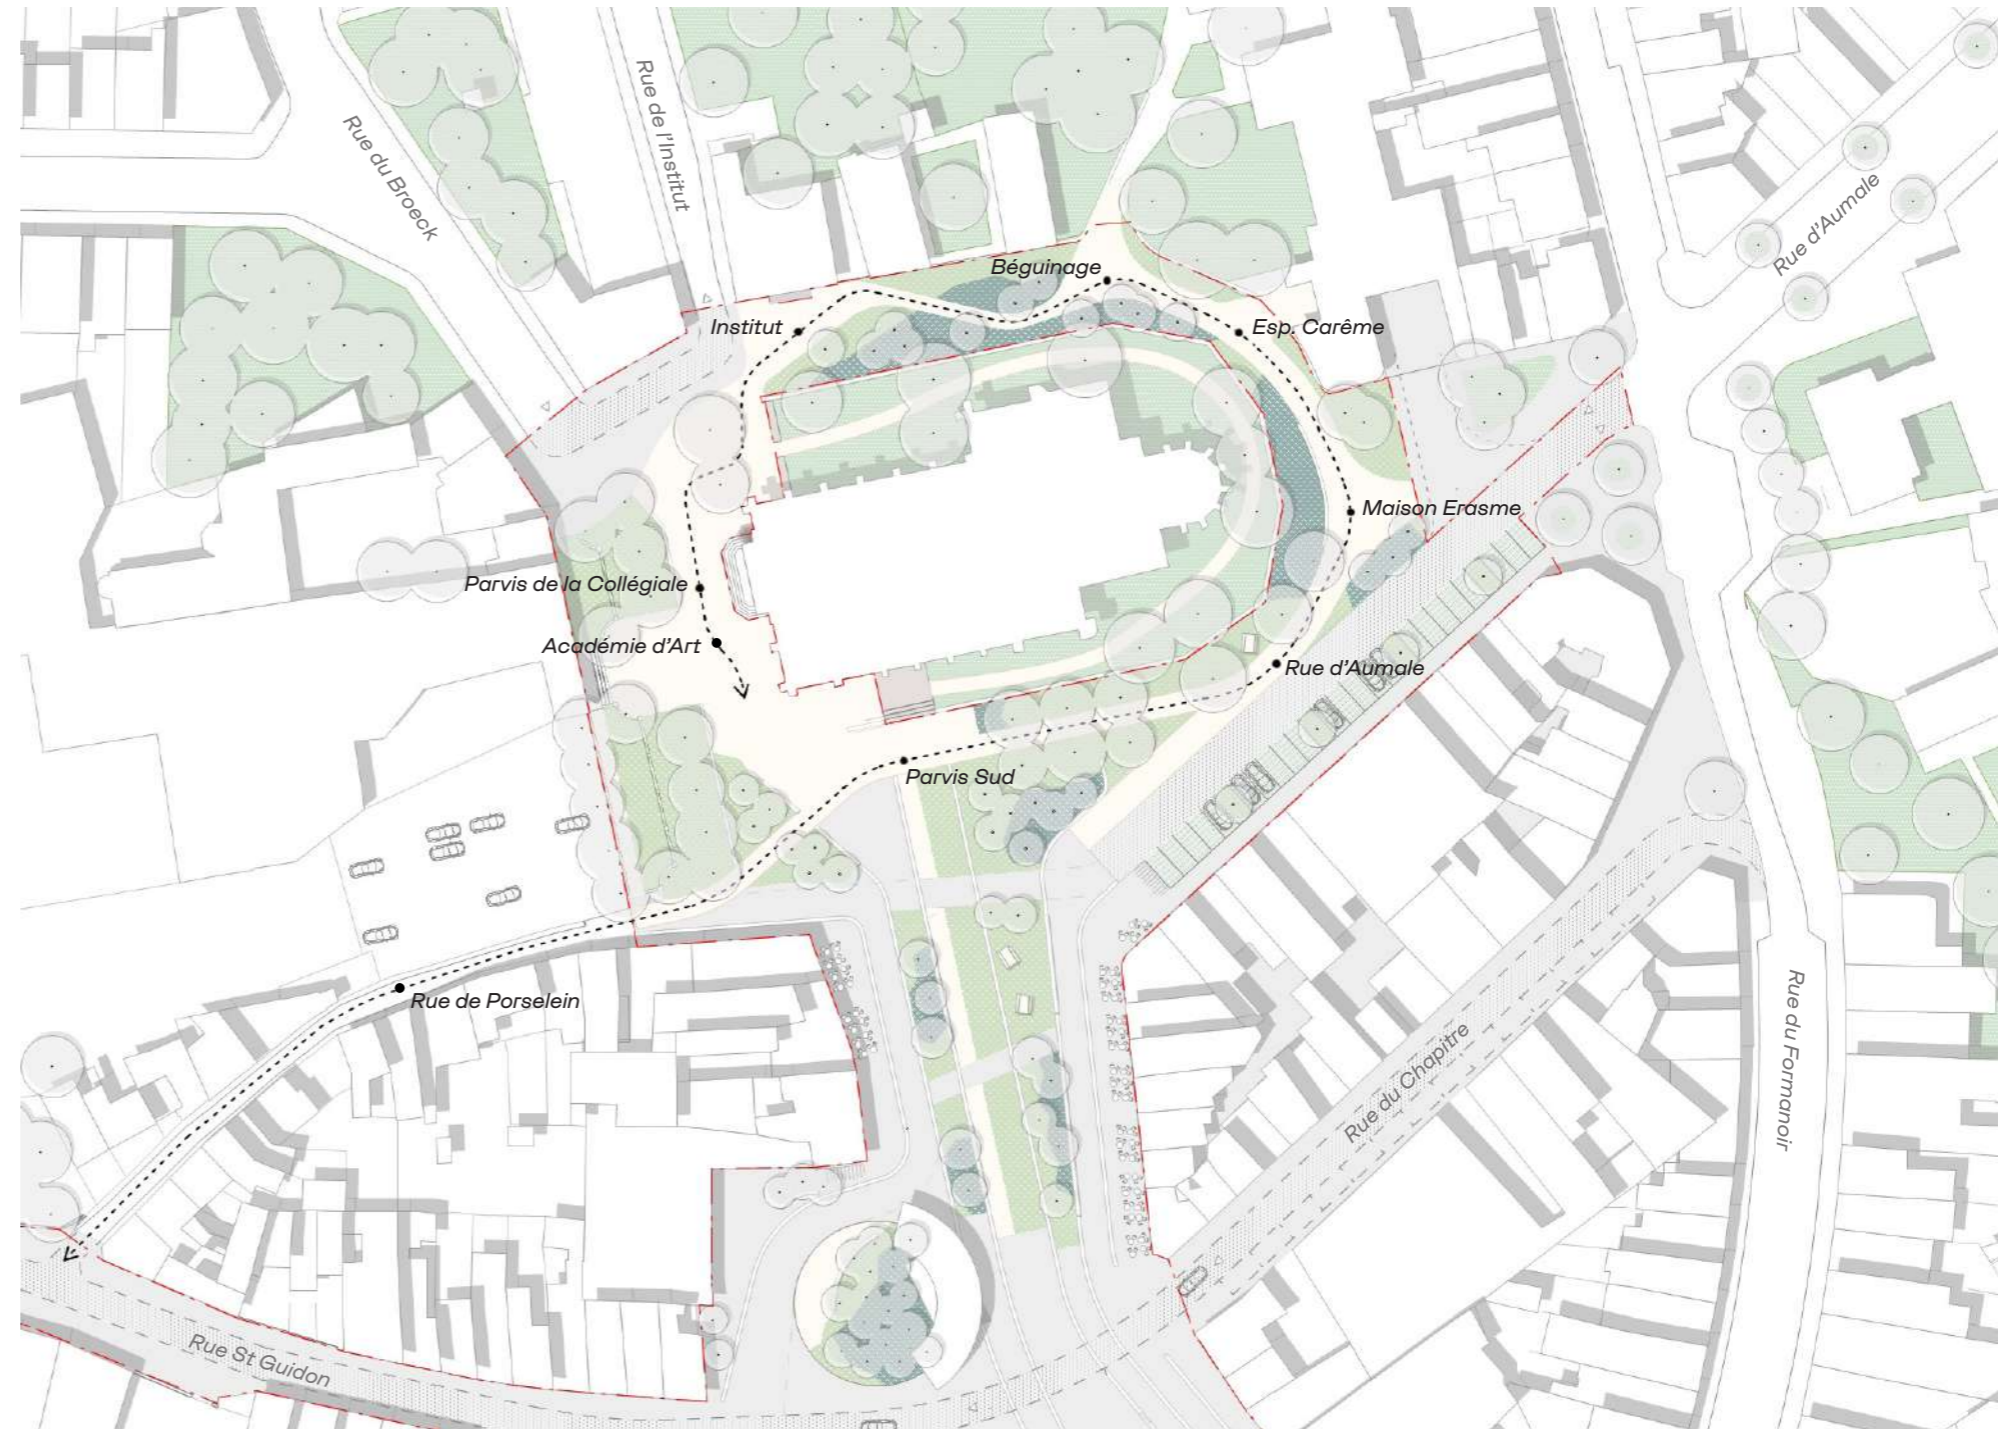 Rue du Broeck
Rue de l'Institut
Rue d'Aumale
Béguinage
Institut
Esp. Carême
Maison Erasme
Parvis de la Collégiale
Académie d'Art
Rue d'Aumale
Parvis Sud
Rue de Porselein
Rue du Chapitre
Rue du Formanoir
Rue St Guidon